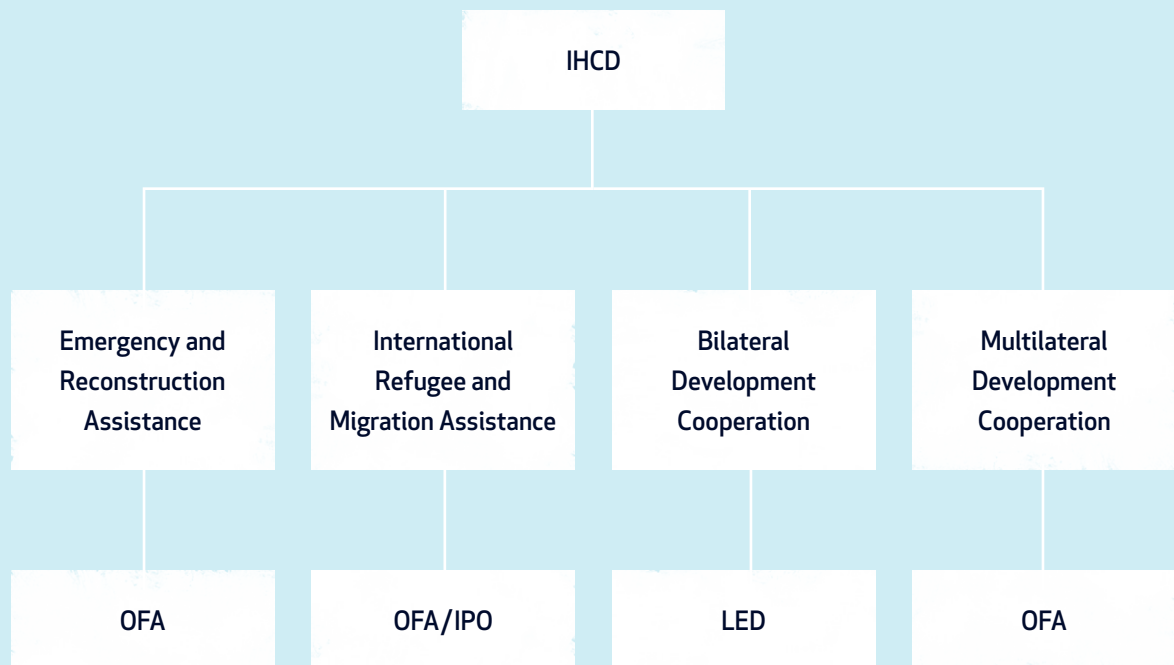 IHCD
Emergency and
Reconstruction
Assistance
International
Refugee and
Migration Assistance
Bilateral
Development
Cooperation
Multilateral
Development
Cooperation
OFA
OFA/IPO
LED
OFA